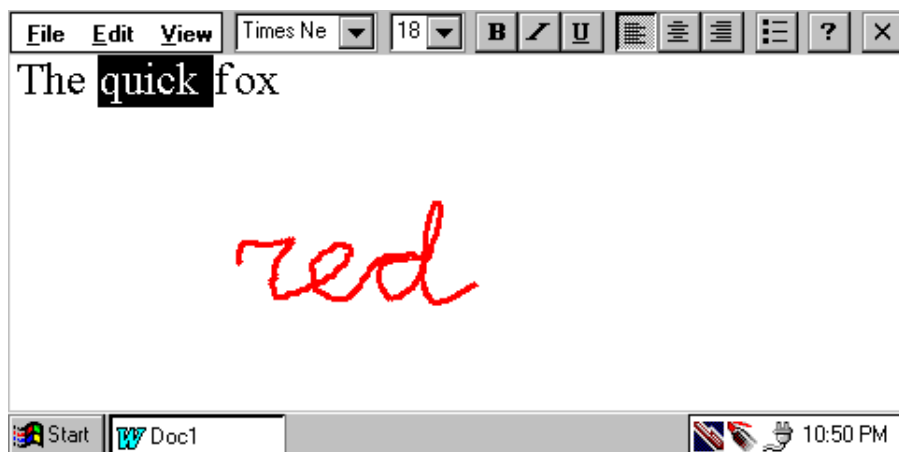 File Edit View Times Ne 18 B I U ? ×
The quick fox
red
Start W Doc1 10:50 PM